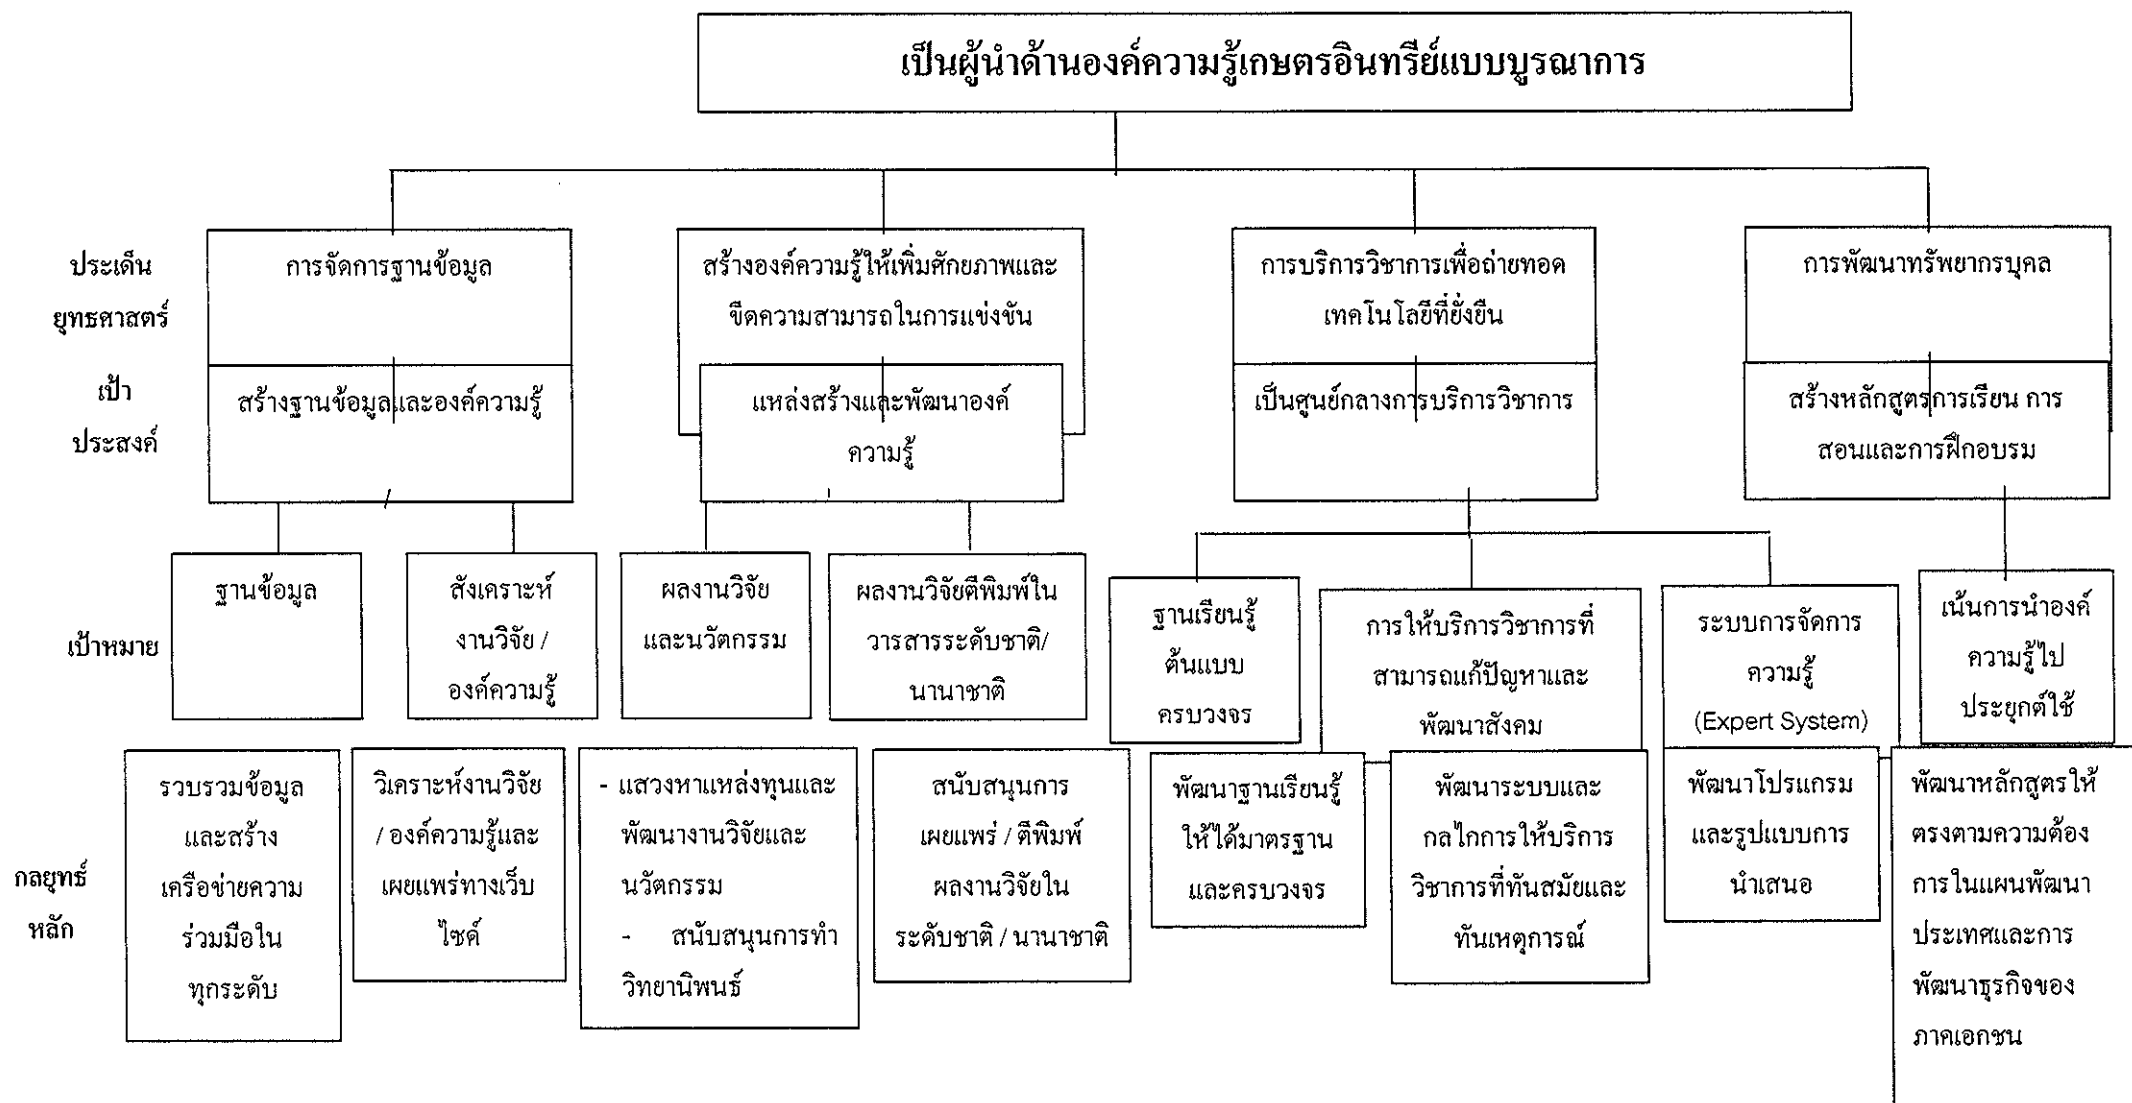 เป็นผู้นำด้านองค์ความรู้เกษตรอินทรีย์แบบบูรณาการ
ประเด็น
ยุทธศาสตร์
การจัดการฐานข้อมูล
สร้างองค์ความรู้ให้เพิ่มศักยภาพและ
ขีดความสามารถในการแข่งขัน
การบริการวิชาการเพื่อถ่ายทอด
เทคโนโลยีที่ยั่งยืน
การพัฒนาทรัพยากรบุคล
เป้า
ประสงค์
สร้างฐานข้อมูลและองค์ความรู้
แหล่งสร้างและพัฒนาองค์
ความรู้
เป็นศูนย์กลางการบริการวิชาการ
สร้างหลักสูตรการเรียน การ
สอนและการฝึกอบรม
เป้าหมาย
ฐานข้อมูล
สังเคราะห์
งานวิจัย /
องค์ความรู้
ผลงานวิจัย
และนวัตกรรม
ผลงานวิจัยตีพิมพ์ใน
วารสารระดับชาติ/
นานาชาติ
ฐานเรียนรู้
ต้นแบบ
ครบวงจร
การให้บริการวิชาการที่
สามารถแก้ปัญหาและ
พัฒนาสังคม
ระบบการจัดการ
ความรู้
(Expert System)
เน้นการนำองค์
ความรู้ไป
ประยุกต์ใช้
กลยุทธ์
หลัก
รวบรวมข้อมูล
และสร้าง
เครือข่ายความ
ร่วมมือใน
ทุกระดับ
วิเคราะห์งานวิจัย
/ องค์ความรู้และ
เผยแพร่ทางเว็บ
ไซด์
- แสวงหาแหล่งทุนและ
พัฒนางานวิจัยและ
นวัตกรรม
- สนับสนุนการทำ
วิทยานิพนธ์
สนับสนุนการ
เผยแพร่ / ตีพิมพ์
ผลงานวิจัยใน
ระดับชาติ / นานาชาติ
พัฒนาฐานเรียนรู้
ให้ได้มาตรฐาน
และครบวงจร
พัฒนาระบบและ
กลไกการให้บริการ
วิชาการที่ทันสมัยและ
ทันเหตุการณ์
พัฒนาโปรแกรม
และรูปแบบการ
นำเสนอ
พัฒนาหลักสูตรให้
ตรงตามความต้อง
การในแผนพัฒนา
ประเทศและการ
พัฒนาธุรกิจของ
ภาคเอกชน